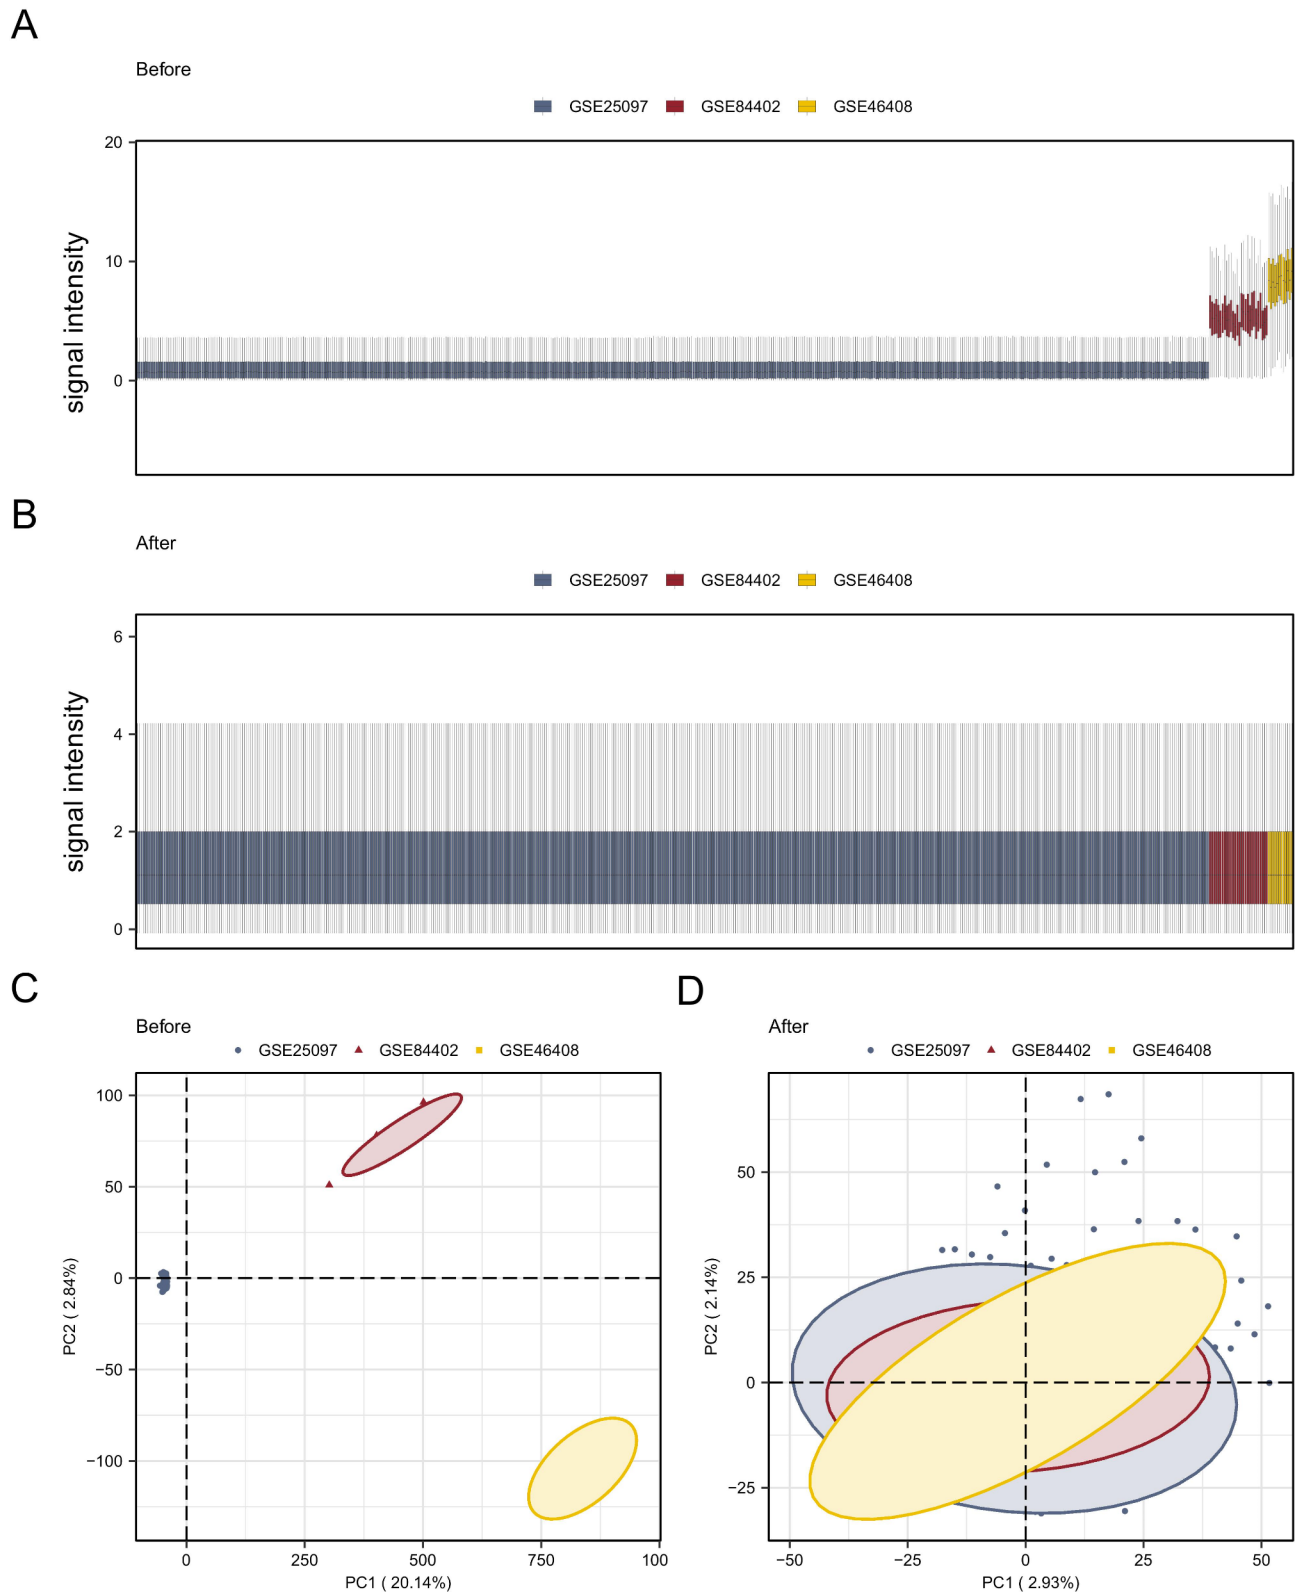 A
Before
GSE25097 GSE84402 GSE46408
20
10
0
signal intensity
B
After
GSE25097 GSE84402 GSE46408
6
4
2
0
signal intensity
C
Before
GSE25097 GSE84402 GSE46408
100
50
0
−50
−100
PC2 ( 2.84%)
0 250 500 750 100
PC1 ( 20.14%)
D
After
GSE25097 GSE84402 GSE46408
50
25
0
−25
PC2 ( 2.14%)
−50 −25 0 25 50
PC1 ( 2.93%)